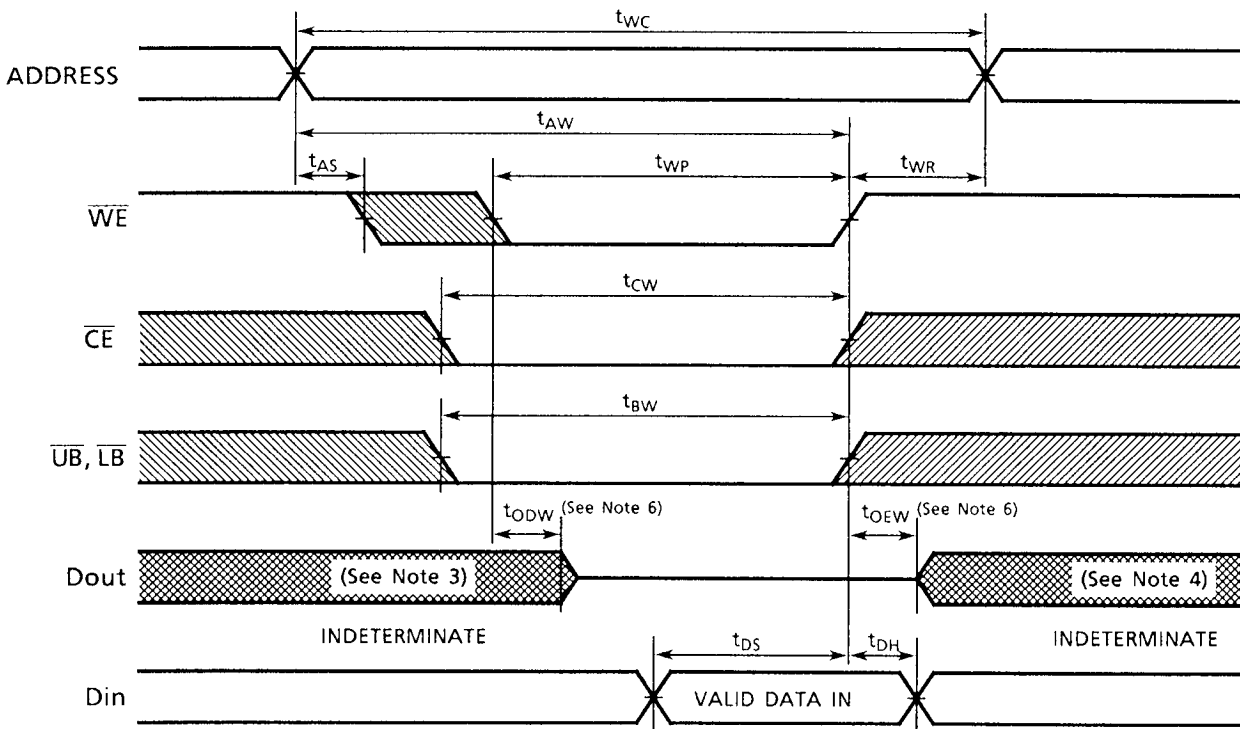 tWC
ADDRESS
tAW
tAS
tWP
tWR
WE
tCW
CE
tBW
UB, LB
tODW (See Note 6)
tOEW (See Note 6)
Dout
(See Note 3)
(See Note 4)
INDETERMINATE
INDETERMINATE
tDS
tDH
Din
VALID DATA IN